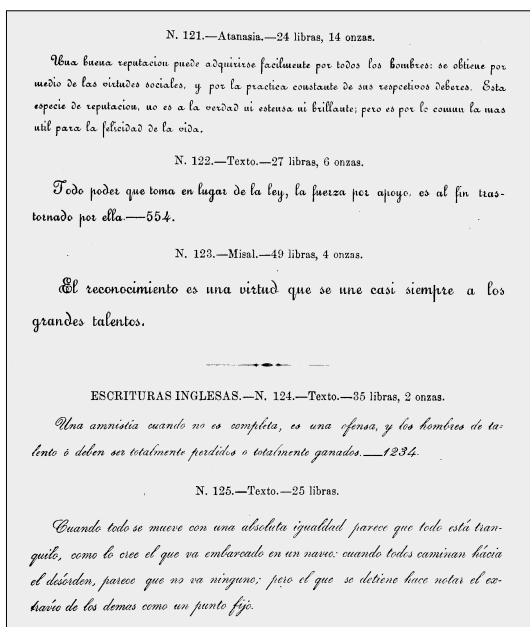 N. 121.—Atanasia.—24 libras, 14 onzas.
Una buena reputacion puede adquirirse facilmente por todos los hombres: se obtiene por
medio de las virtudes sociales, y por la practica constante de sus respcetivos deberes. Esta
especie de reputacion, no es a la verdad ni estensa ni brillante; pero es por lo comun la mas
util para la felicidad de la vida.
N. 122.—Texto.—27 libras, 6 onzas.
Todo poder que toma en lugar de la ley, la fuerza por apoyo, es al fin tras-
tornado por ella.—554.
N. 123.—Misal.—49 libras, 4 onzas.
El reconocimiento es una virtud que se une casi siempre a los
grandes talentos.
ESCRITURAS INGLESAS.—N. 124.—Texto.—35 libras, 2 onzas.
Una amnistia cuando no es completa, es una ofensa, y los hombres de ta-
lento ó deben ser totalmente perdidos o totalmente ganados.—1234.
N. 125.—Texto.—25 libras.
Cuando todo se mueve con una absoluta igualdad parece que todo está tran-
quilo, como lo cree el que va embarcado en un navio: cuando todos caminan hácia
el desórden, parece que no va ninguno; pero el que se detiene hace notar el ex-
travío de los demas como un punto fijo.